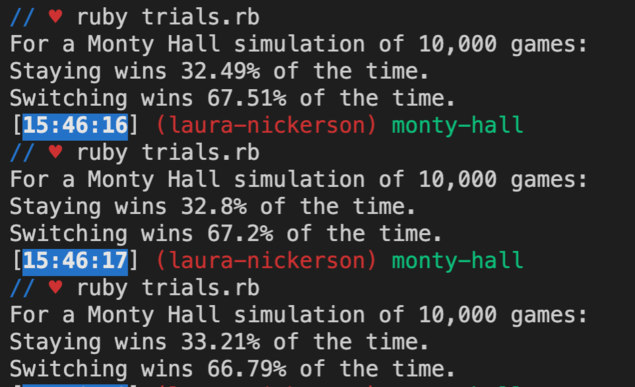 // ♥ ruby trials.rb
For a Monty Hall simulation of 10,000 games:
Staying wins 32.49% of the time.
Switching wins 67.51% of the time.
[15:46:16] (laura-nickerson) monty-hall
// ♥ ruby trials.rb
For a Monty Hall simulation of 10,000 games:
Staying wins 32.8% of the time.
Switching wins 67.2% of the time.
[15:46:17] (laura-nickerson) monty-hall
// ♥ ruby trials.rb
For a Monty Hall simulation of 10,000 games:
Staying wins 33.21% of the time.
Switching wins 66.79% of the time.